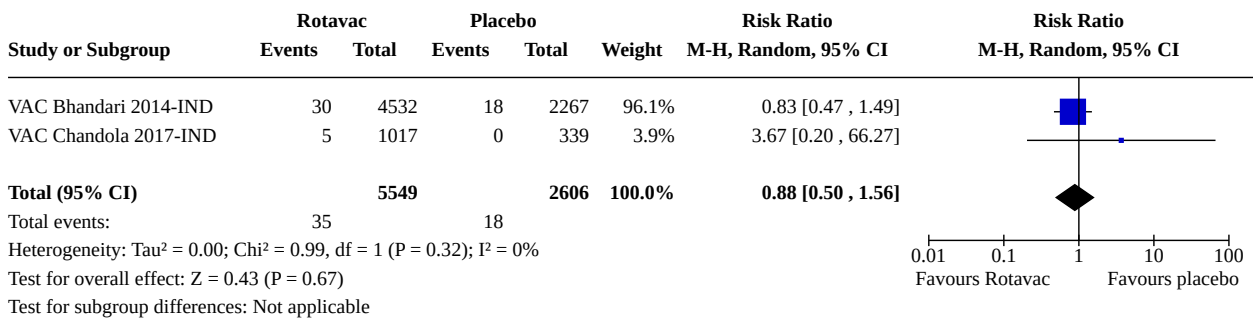 Rotavac Placebo Risk Ratio Risk Ratio
Study or Subgroup Events Total Events Total Weight M-H, Random, 95% CI M-H, Random, 95% CI
VAC Bhandari 2014-IND 30 4532 18 2267 96.1% 0.83 [0.47 , 1.49]
VAC Chandola 2017-IND 5 1017 0 339 3.9% 3.67 [0.20 , 66.27]
Total (95% CI) 5549 2606 100.0% 0.88 [0.50 , 1.56]
Total events: 35 18
Heterogeneity: Tau² = 0.00; Chi² = 0.99, df = 1 (P = 0.32); I² = 0%
0.01 0.1 1 10 100
Test for overall effect: Z = 0.43 (P = 0.67)
Favours Rotavac Favours placebo
Test for subgroup differences: Not applicable